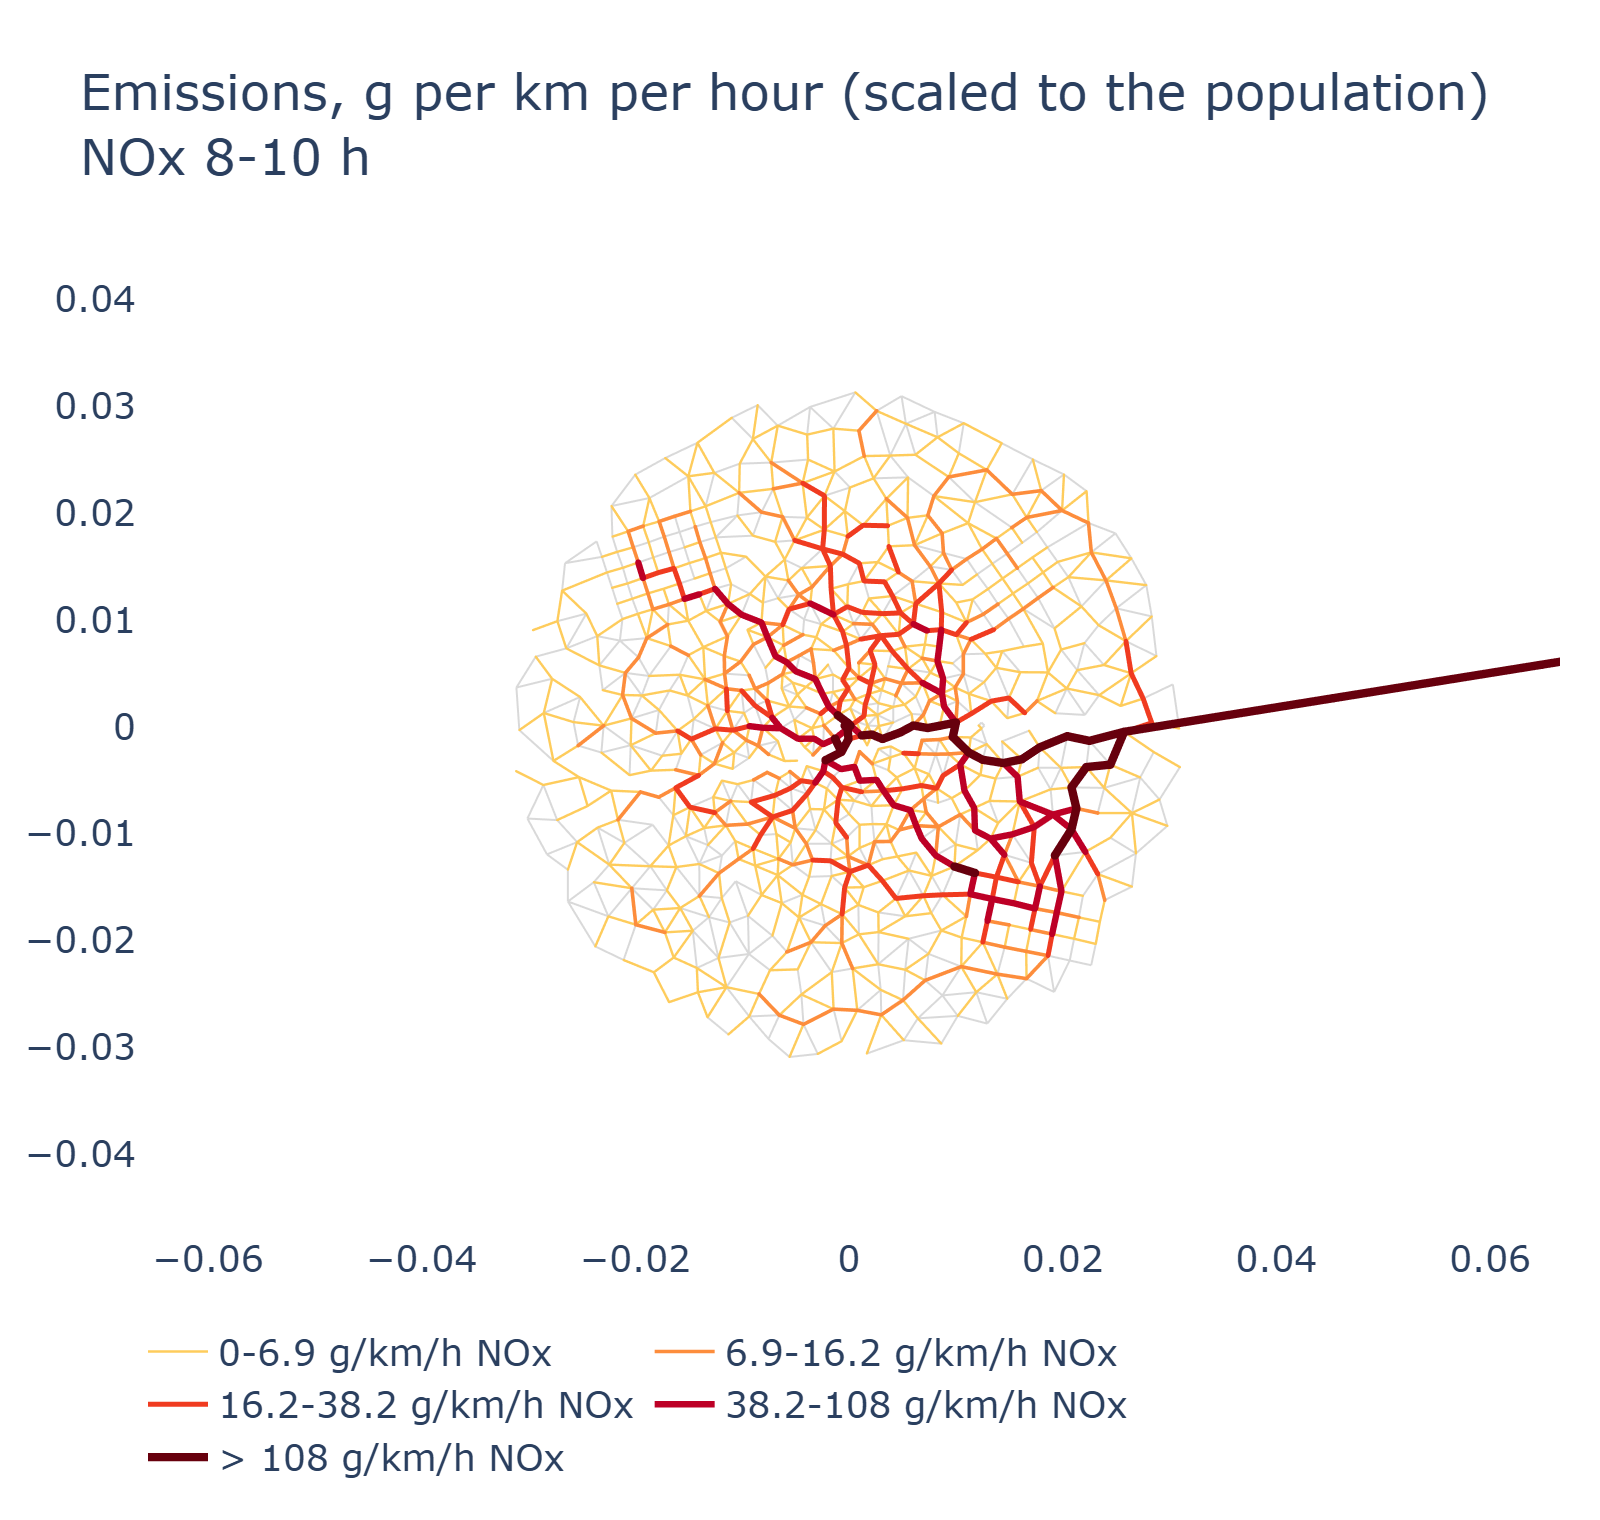 Emissions, g per km per hour (scaled to the population)
NOx 8-10 h
0.04
0.03
0.02
0.01
0
−0.01
−0.02
−0.03
−0.04
−0.06 −0.04 −0.02 0 0.02 0.04 0.06
0-6.9 g/km/h NOx 6.9-16.2 g/km/h NOx
16.2-38.2 g/km/h NOx 38.2-108 g/km/h NOx
> 108 g/km/h NOx